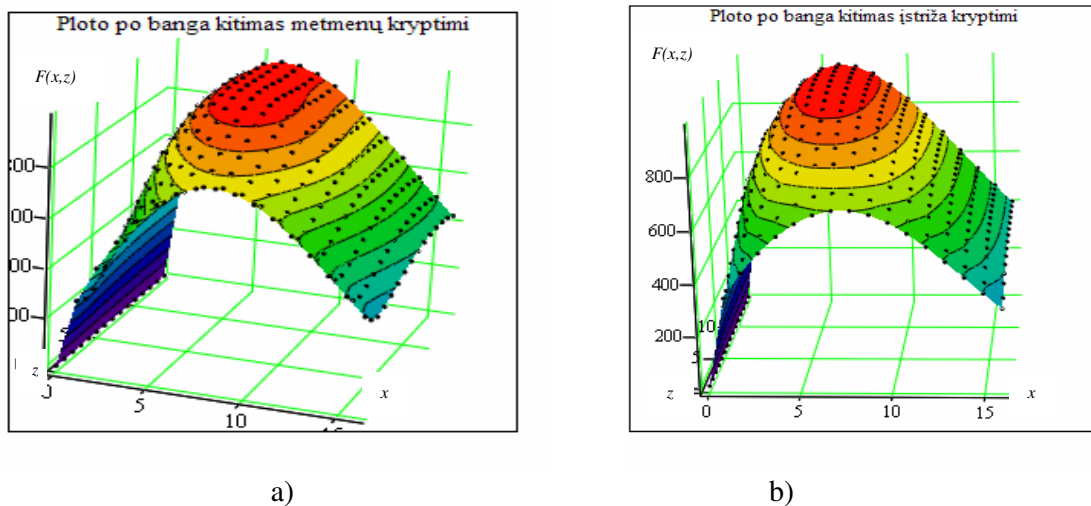 Ploto po banga kitimas metmenų kryptimi
F(x,z)
z
x
5
10
a)
Ploto po banga kitimas įstriža kryptimi
F(x,z)
800
600
400
200
10
5
z
0
5
10
15
x
b)